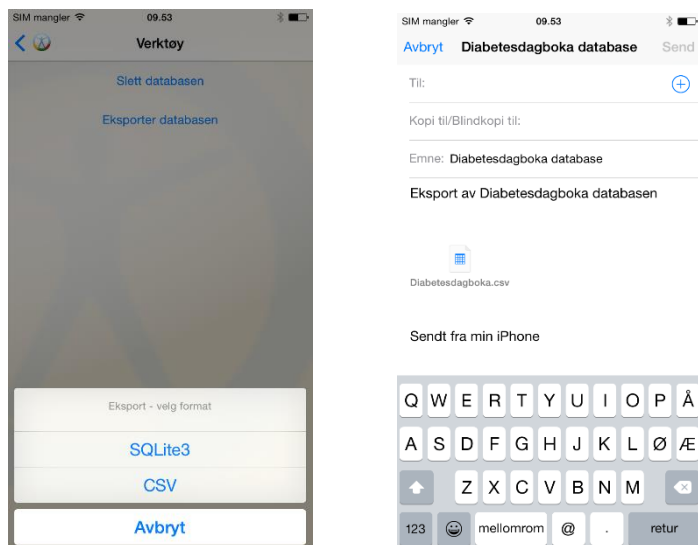 SIM mangler 09.53
Verktøy
Slett databasen
Eksporter databasen
Eksport - velg format
SQLite3
CSV
Avbryt
SIM mangler 09.53
Avbryt Diabetesdagboka database Send
Til:
Kopi til/Blindkopi til:
Emne: Diabetesdagboka database
Eksport av Diabetesdagboka databasen
Diabetesdagboka.csv
Sendt fra min iPhone
Q W E R T Y U I O P Å
A S D F G H J K L Ø Æ
Z X C V B N M
123 mellomrom @ . retur